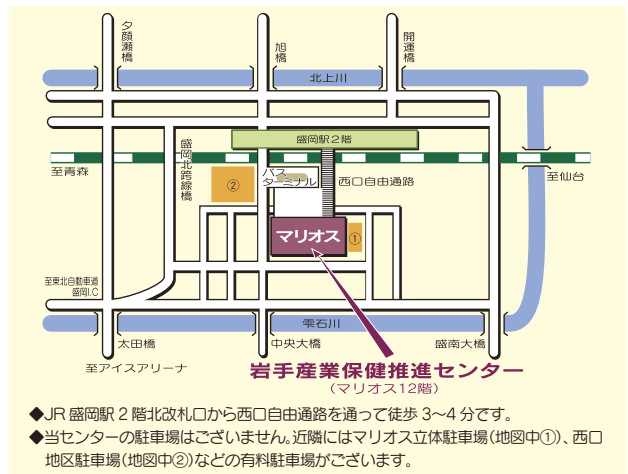 夕顔瀬橋
旭橋
開運橋
北上川
盛岡駅2階
盛岡北跨線橋
至青森
②
バス
ターミナル
西口自由通路
至仙台
マリオス
①
至東北自動車道
盛岡I.C
雫石川
太田橋
中央大橋
盛南大橋
至アイスアリーナ
岩手産業保健推進センター
(マリオス12階)
◆JR盛岡駅2階北改札口から西口自由通路を通って徒歩3~4分です。
◆当センターの駐車場はございません。近隣にはマリオス立体駐車場(地図中①)、西口
地区駐車場(地図中②)などの有料駐車場がございます。